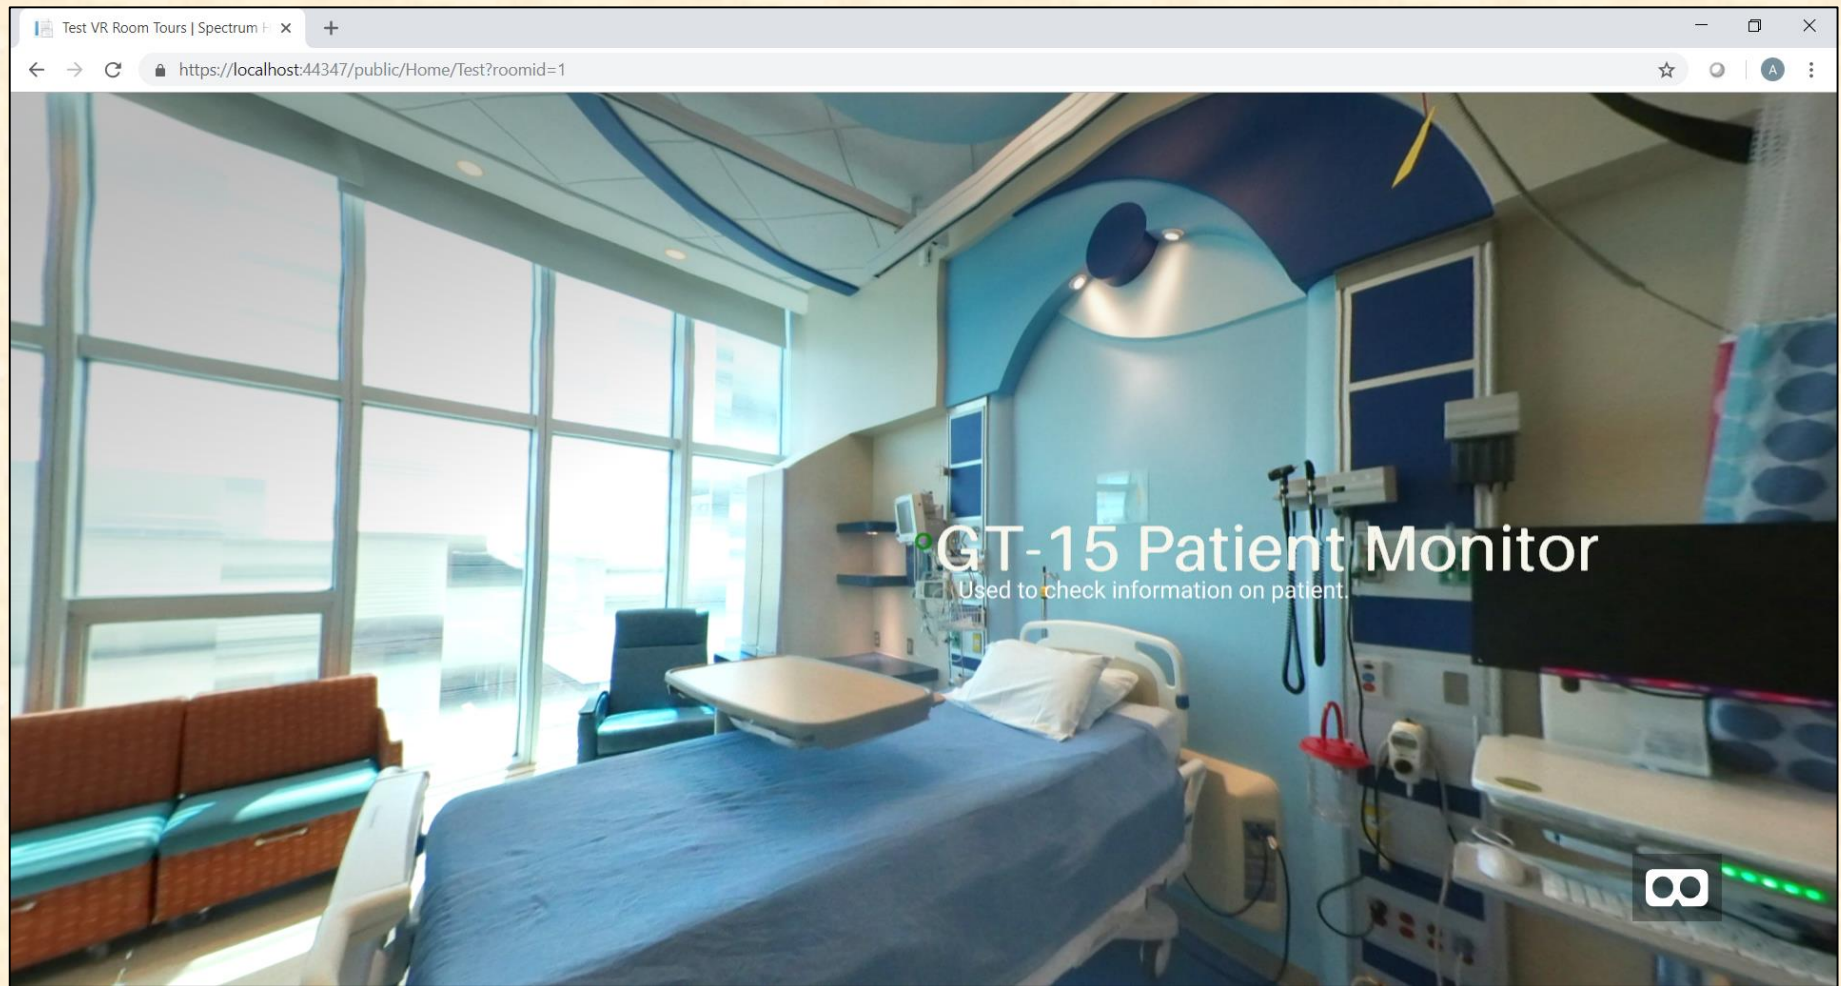 Test VR Room Tours | Spectrum H
https://localhost:44347/public/Home/Test?roomid=1
A
GT-15 Patient Monitor
Used to check information on patient.